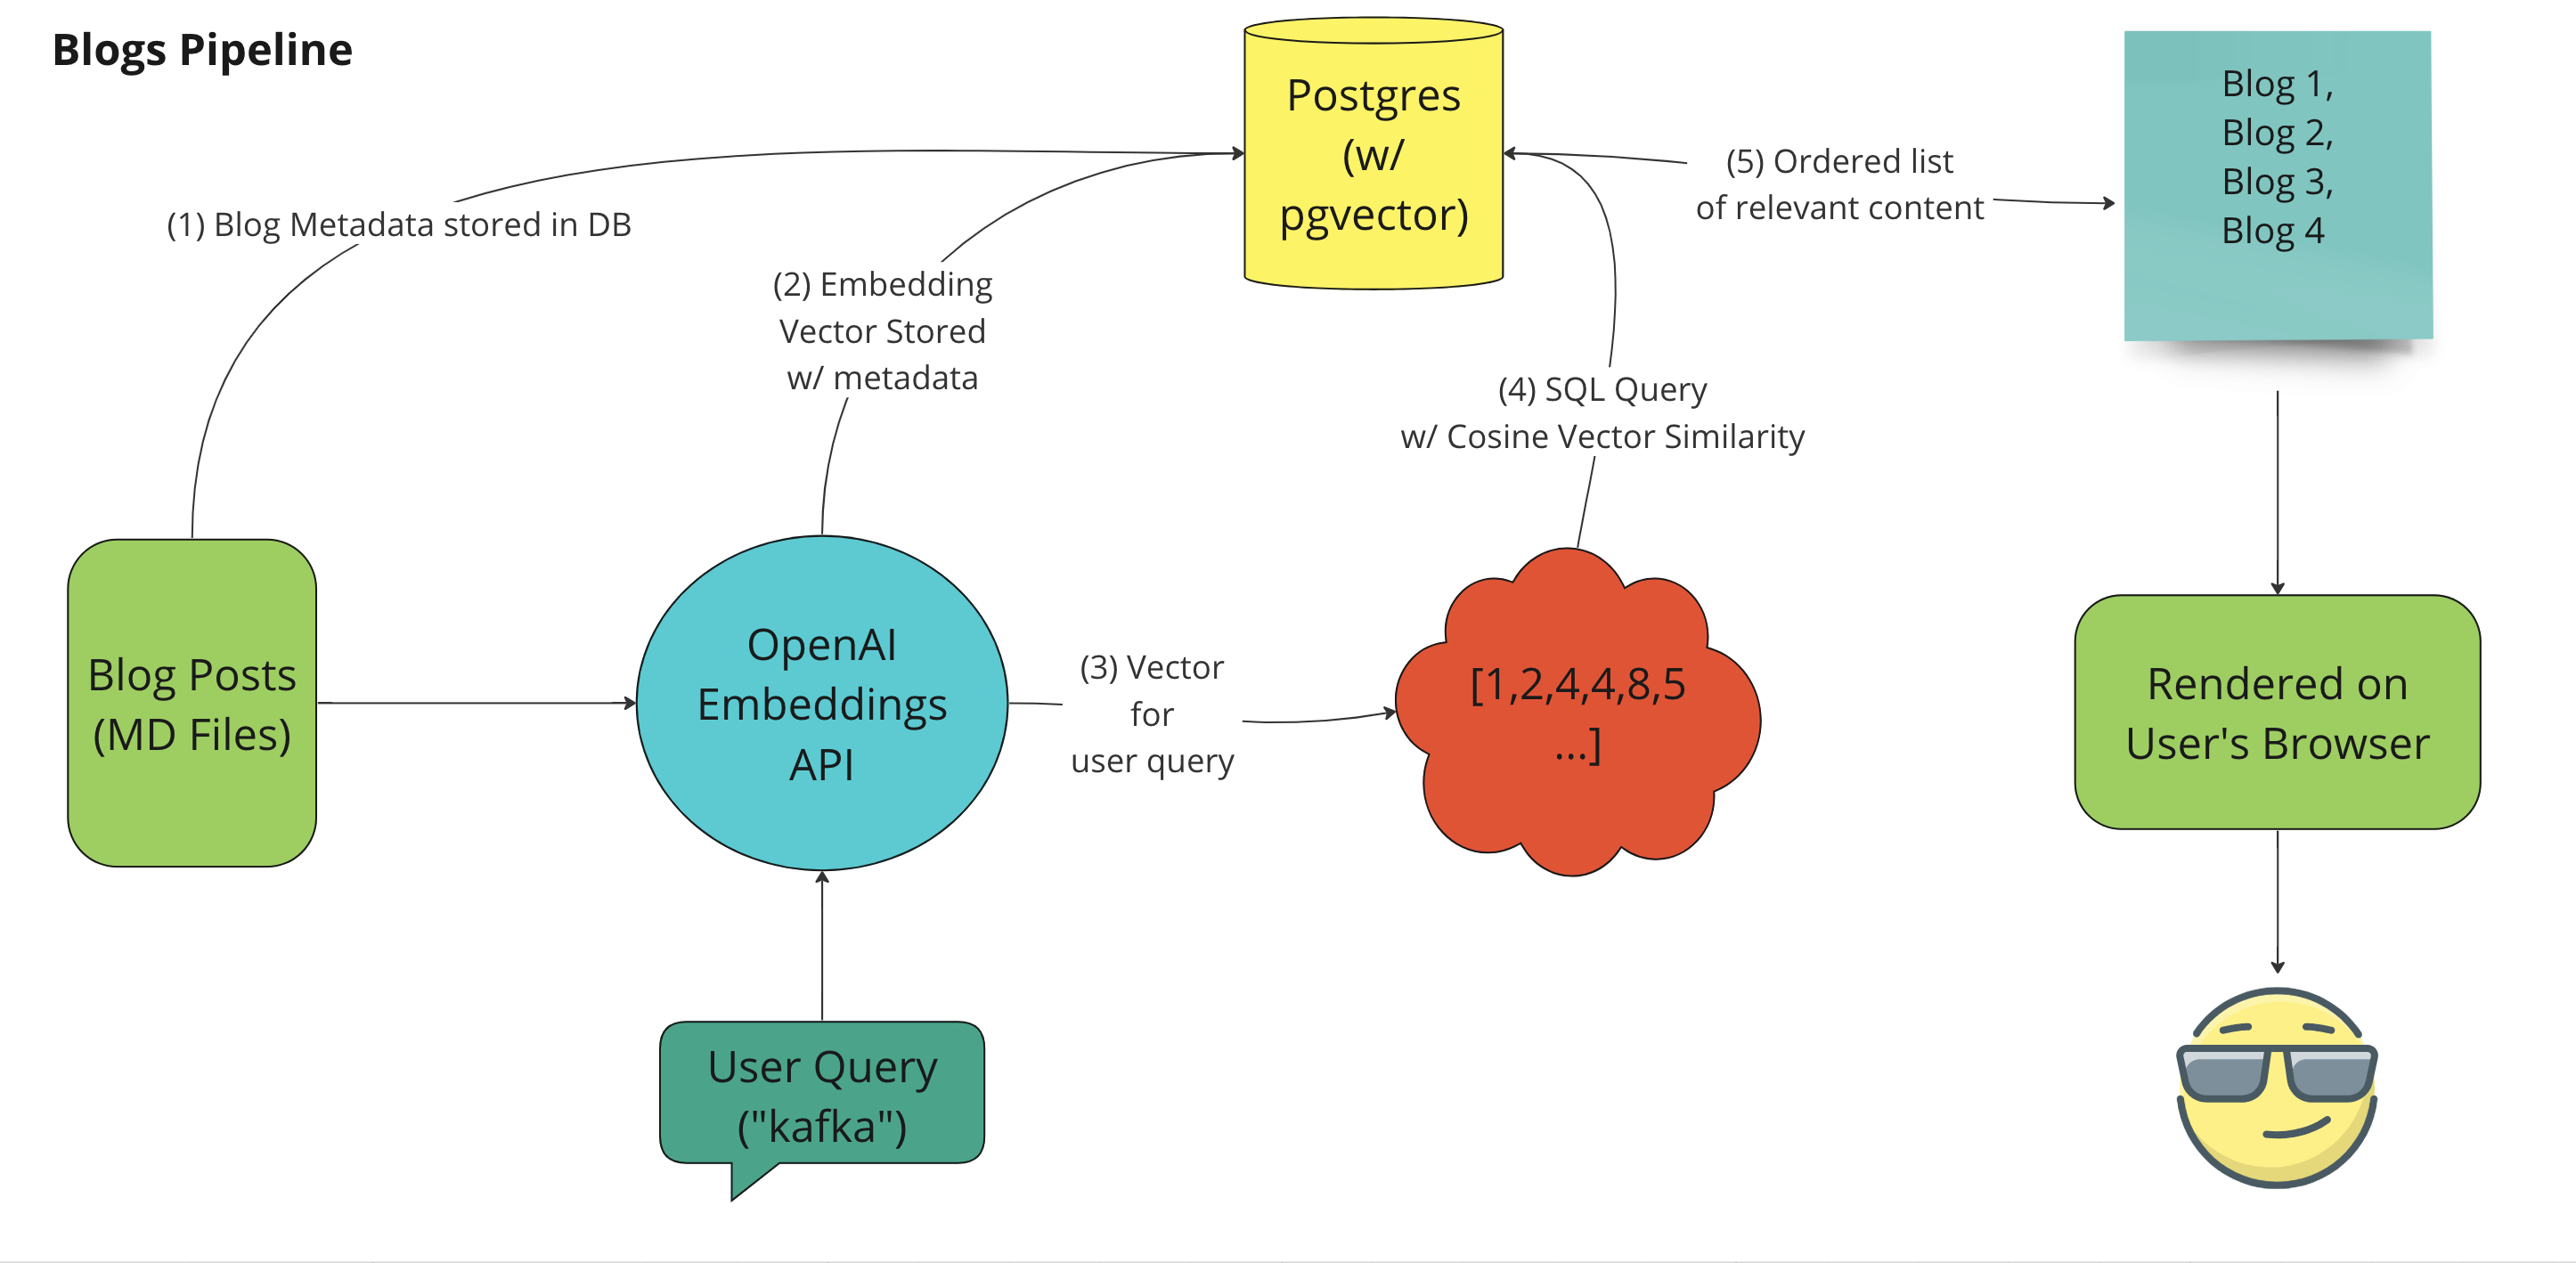 Blogs Pipeline
Postgres
(w/
pgvector)
Blog 1,
Blog 2,
Blog 3,
Blog 4
(5) Ordered list
of relevant content
(1) Blog Metadata stored in DB
(2) Embedding
Vector Stored
w/ metadata
(4) SQL Query
w/ Cosine Vector Similarity
Blog Posts
(MD Files)
OpenAI
Embeddings
API
(3) Vector
for
user query
[1,2,4,4,8,5
...]
Rendered on
User's Browser
User Query
("kafka")